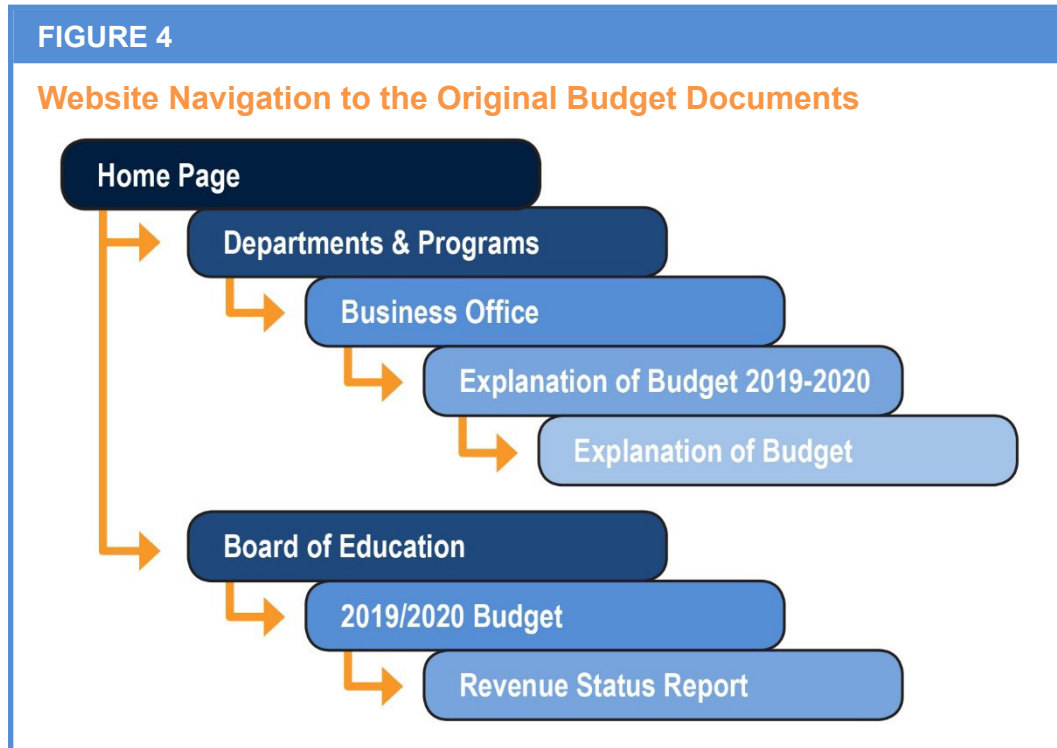 FIGURE 4
Website Navigation to the Original Budget Documents
Home Page
Departments & Programs
Business Office
Explanation of Budget 2019-2020
Explanation of Budget
Board of Education
2019/2020 Budget
Revenue Status Report